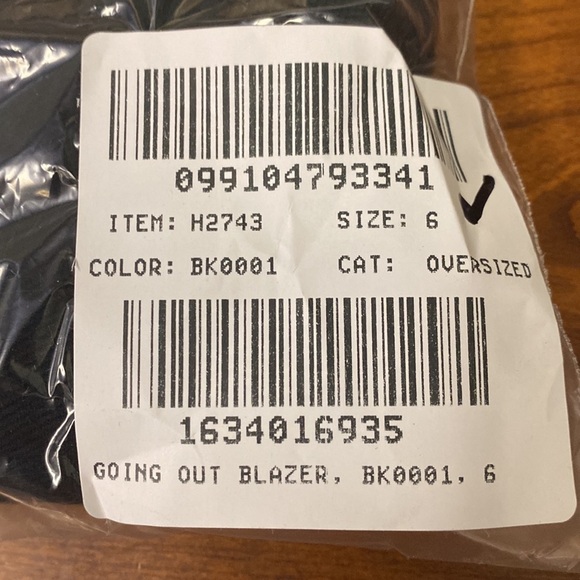 099104793341
ITEM: H2743 SIZE: 6
COLOR: BK0001 CAT: OVERSIZED
1634016935
GOING OUT BLAZER, BK0001, 6